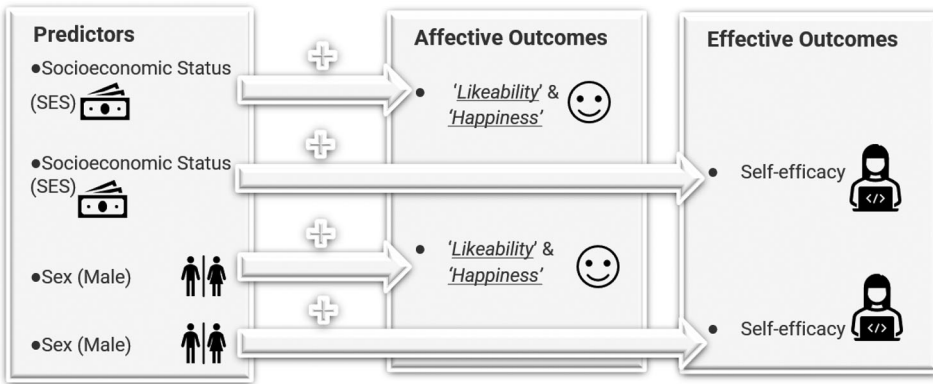 Predictors
●Socioeconomic Status
(SES)
●Socioeconomic Status
(SES)
●Sex (Male)
●Sex (Male)
Affective Outcomes
● ‘Likeability’ &
‘Happiness’
● ‘Likeability’ &
‘Happiness’
Effective Outcomes
● Self-efficacy
</>
● Self-efficacy
</>